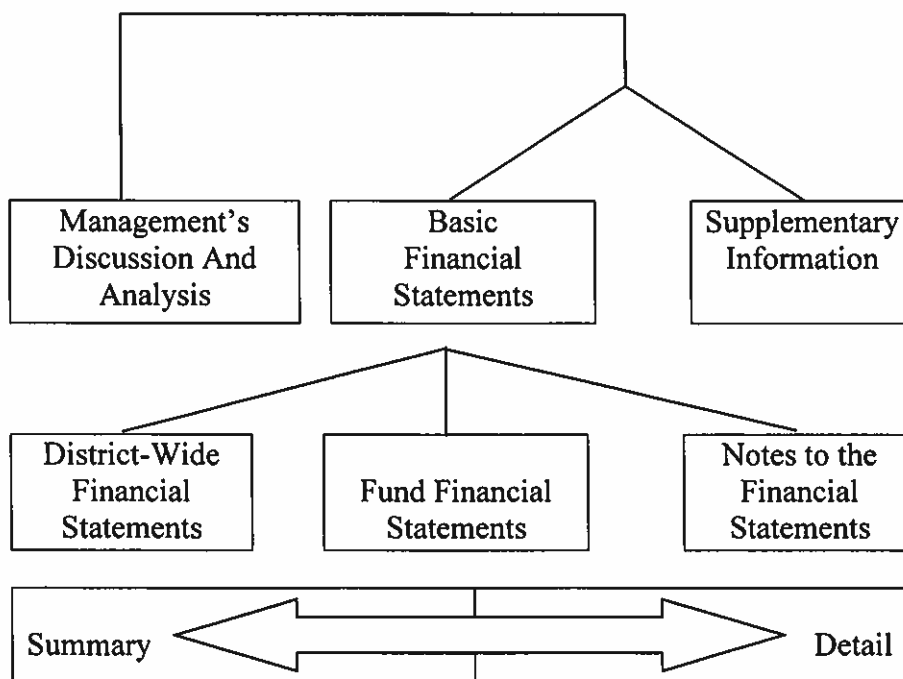 Management's
Discussion And
Analysis
Basic
Financial
Statements
Supplementary
Information
District-Wide
Financial
Statements
Fund Financial
Statements
Notes to the
Financial
Statements
Summary
Detail